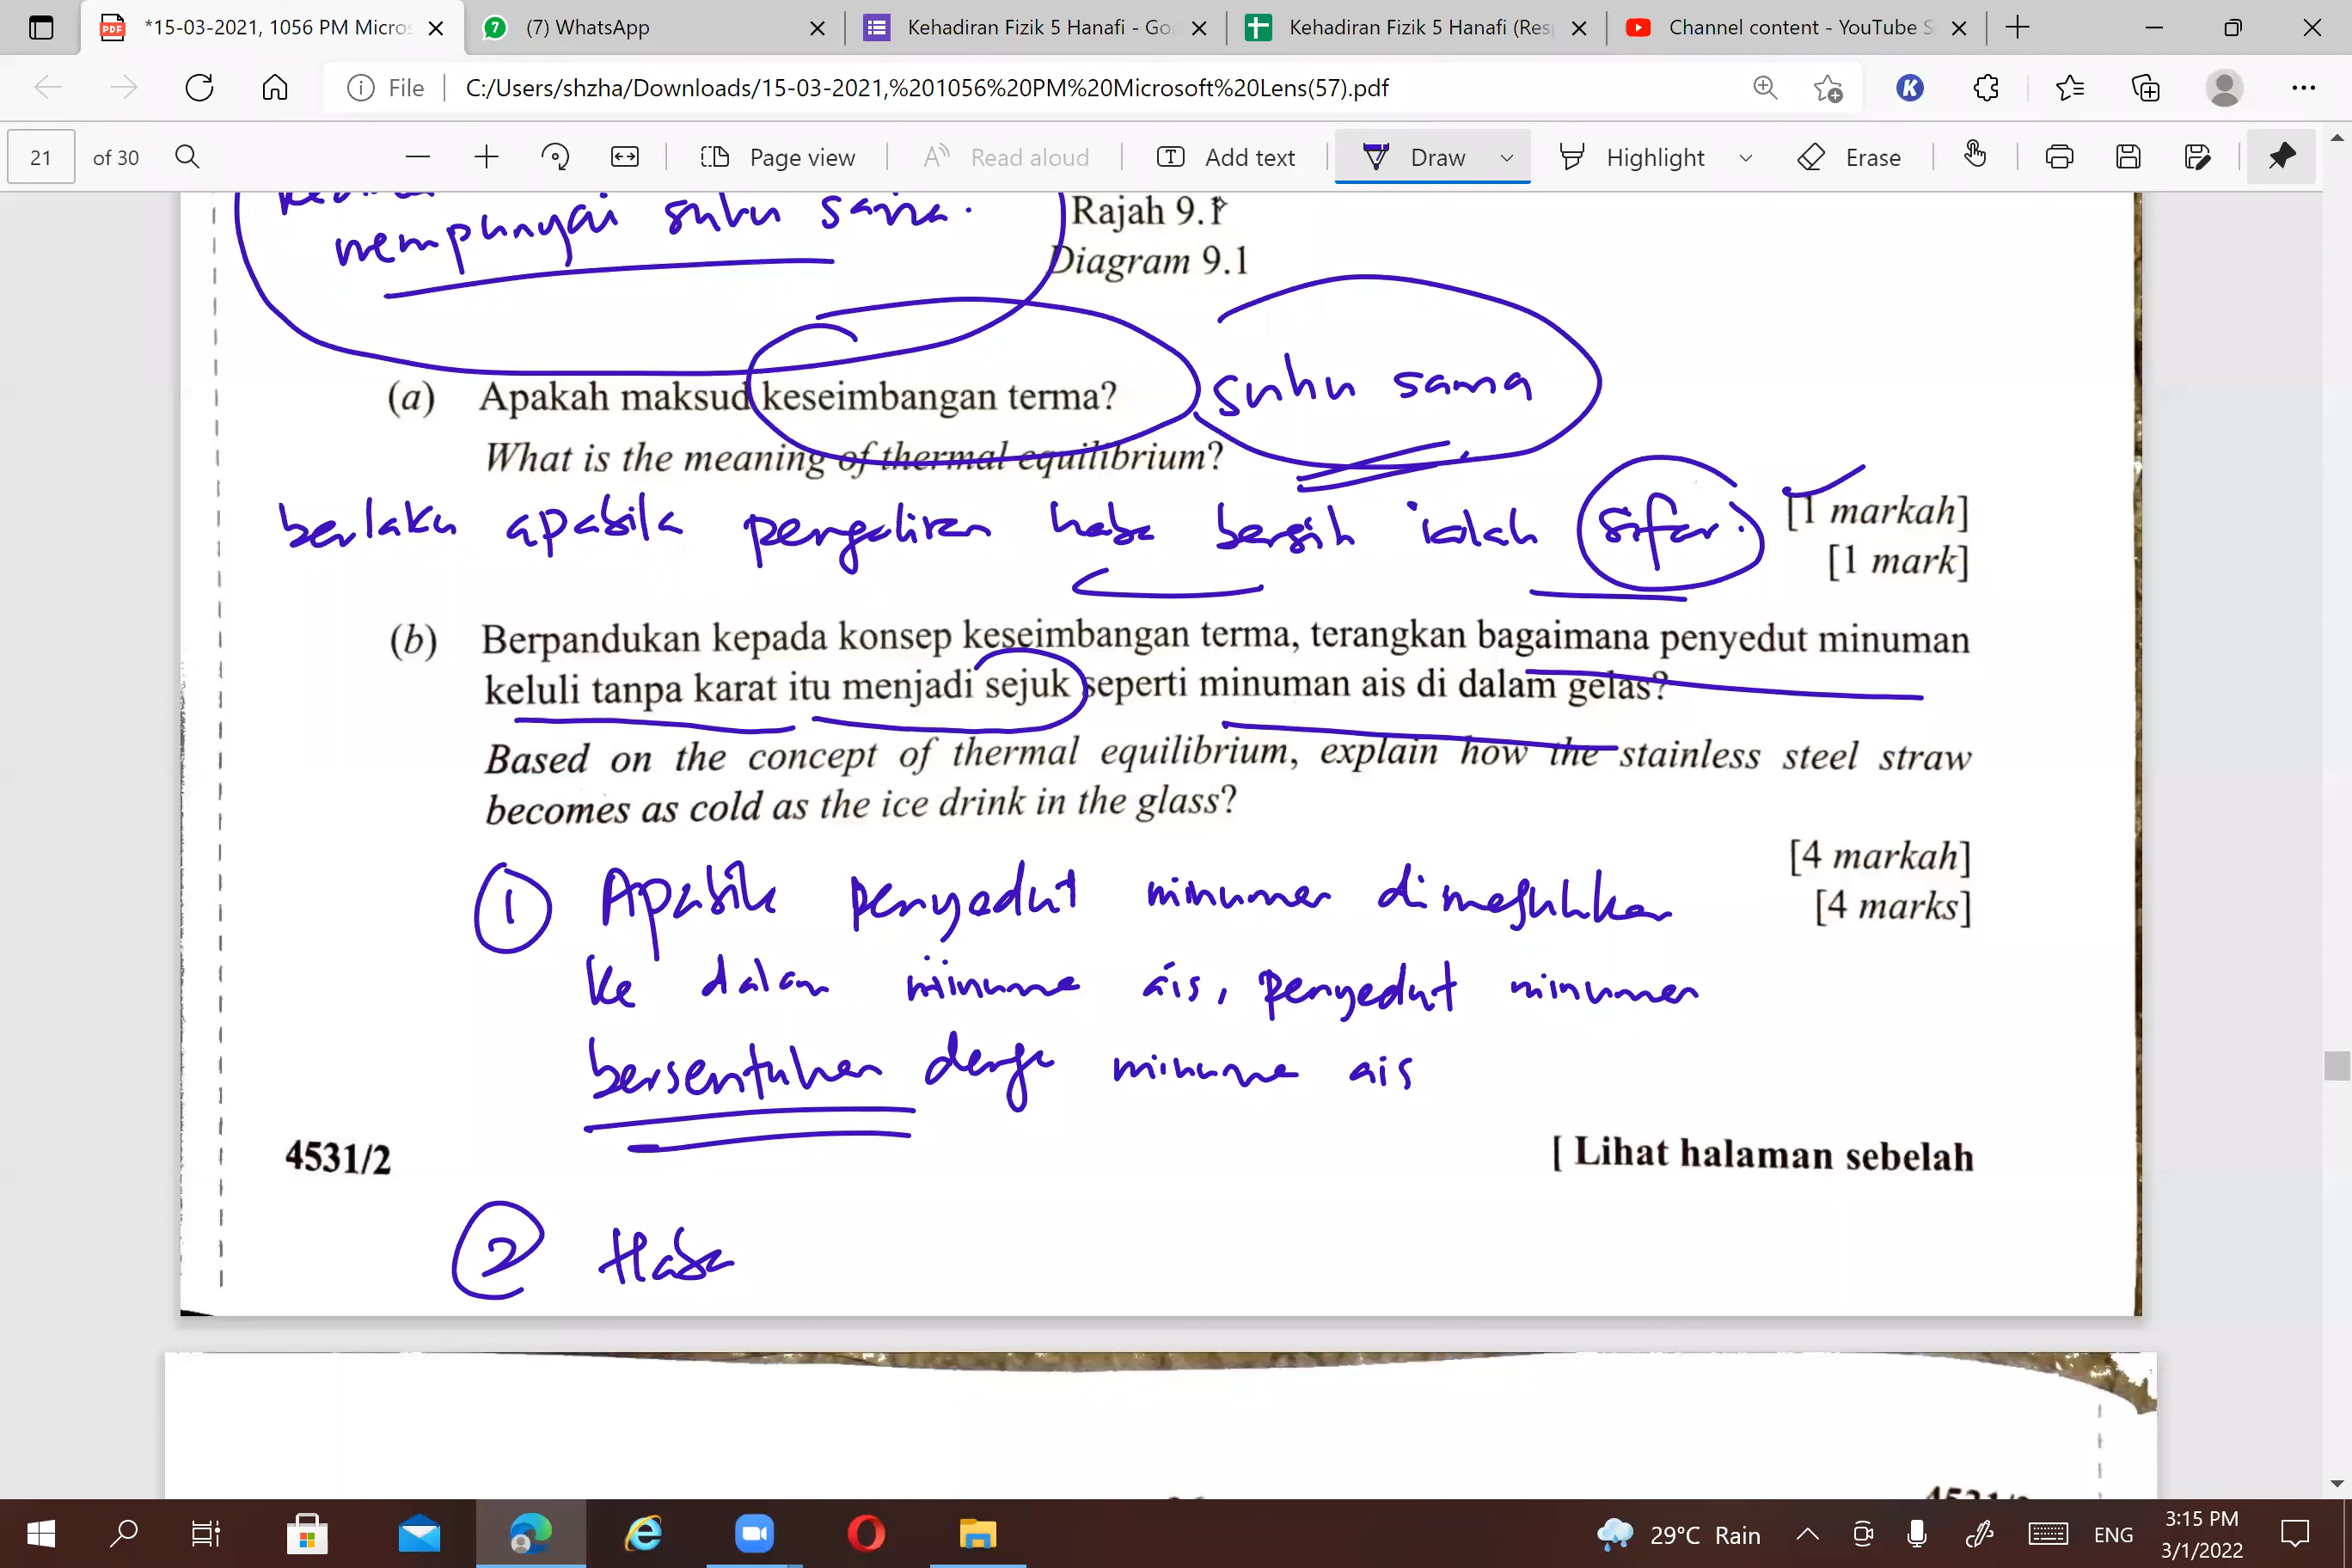 *15-03-2021, 1056 PM Micros
(7) WhatsApp
Kehadiran Fizik 5 Hanafi - Go
Kehadiran Fizik 5 Hanafi (Res
Channel content - YouTube S
File
C:/Users/shzha/Downloads/15-03-2021,%201056%20PM%20Microsoft%20Lens(57).pdf
21 of 30
Page view
Read aloud
Add text
Draw
Highlight
Erase
mempunyai suhu sama.
Rajah 9.1
Diagram 9.1
(a) Apakah maksud keseimbangan terma?
suhu sama
What is the meaning of thermal equilibrium?
berlaku apabila pengaliran haba bersih ialah sifar.
[1 markah]
[1 mark]
(b) Berpandukan kepada konsep keseimbangan terma, terangkan bagaimana penyedut minuman
keluli tanpa karat itu menjadi sejuk seperti minuman ais di dalam gelas?
Based on the concept of thermal equilibrium, explain how the stainless steel straw
becomes as cold as the ice drink in the glass?
[4 markah]
[4 marks]
1 Apabila penyedut minuman dimasukkan
ke dalam minuman ais, penyedut minuman
bersentuhan dengan minuman ais
4531/2
[ Lihat halaman sebelah
2 Haba
29°C Rain
ENG
3:15 PM
3/1/2022